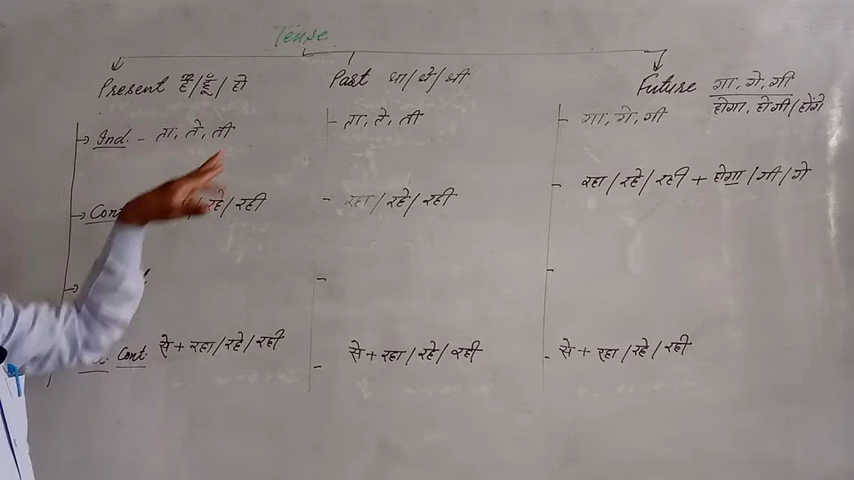 Tense
Present है/हूँ/हो
Past था/थे/थी
Future गा, गे, गी
होगा, होगी/होंगे
Ind. - ता, ते, ती
- ता, ते, ती
- गा, गे, गी
Cont /रहे/रही
- रहा/रहे/रही
- रहा/रहे/रही + होगा/गी/गे
Cont. से + रहा/रहे/रही
- से + रहा/रहे/रही
- से + रहा/रहे/रही